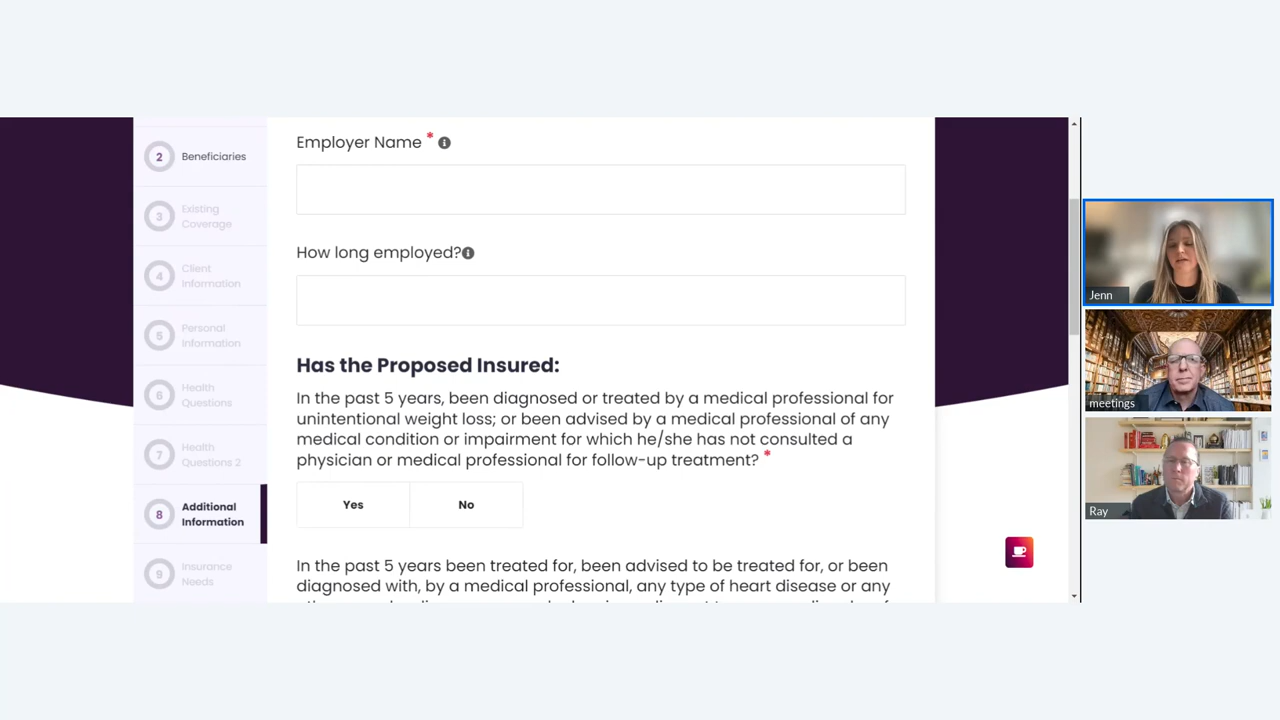 2 Beneficiaries
3 Existing
Coverage
4 Client
Information
5 Personal
Information
6 Health
Questions
7 Health
Questions 2
8 Additional
Information
9 Insurance
Needs
Employer Name *
How long employed?
Has the Proposed Insured:
In the past 5 years, been diagnosed or treated by a medical professional for
unintentional weight loss; or been advised by a medical professional of any
medical condition or impairment for which he/she has not consulted a
physician or medical professional for follow-up treatment? *
Yes No
In the past 5 years been treated for, been advised to be treated for, or been
diagnosed with, by a medical professional, any type of heart disease or any
Jenn
meetings
Ray